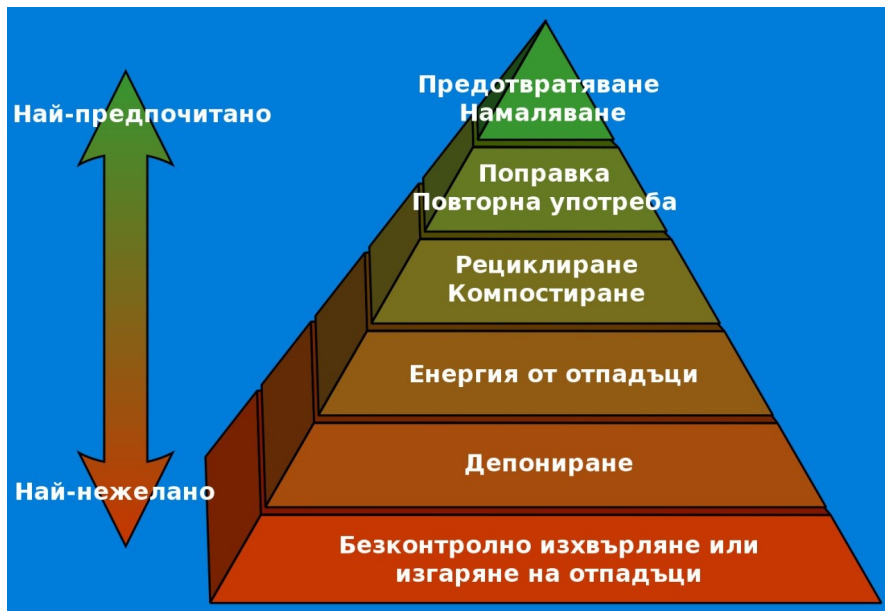 Най-предпочитано
Предотвратяване
Намаляване
Поправка
Повторна употреба
Рециклиране
Компостиране
Енергия от отпадъци
Депониране
Най-нежелано
Безконтролно изхвърляне или
изгаряне на отпадъци